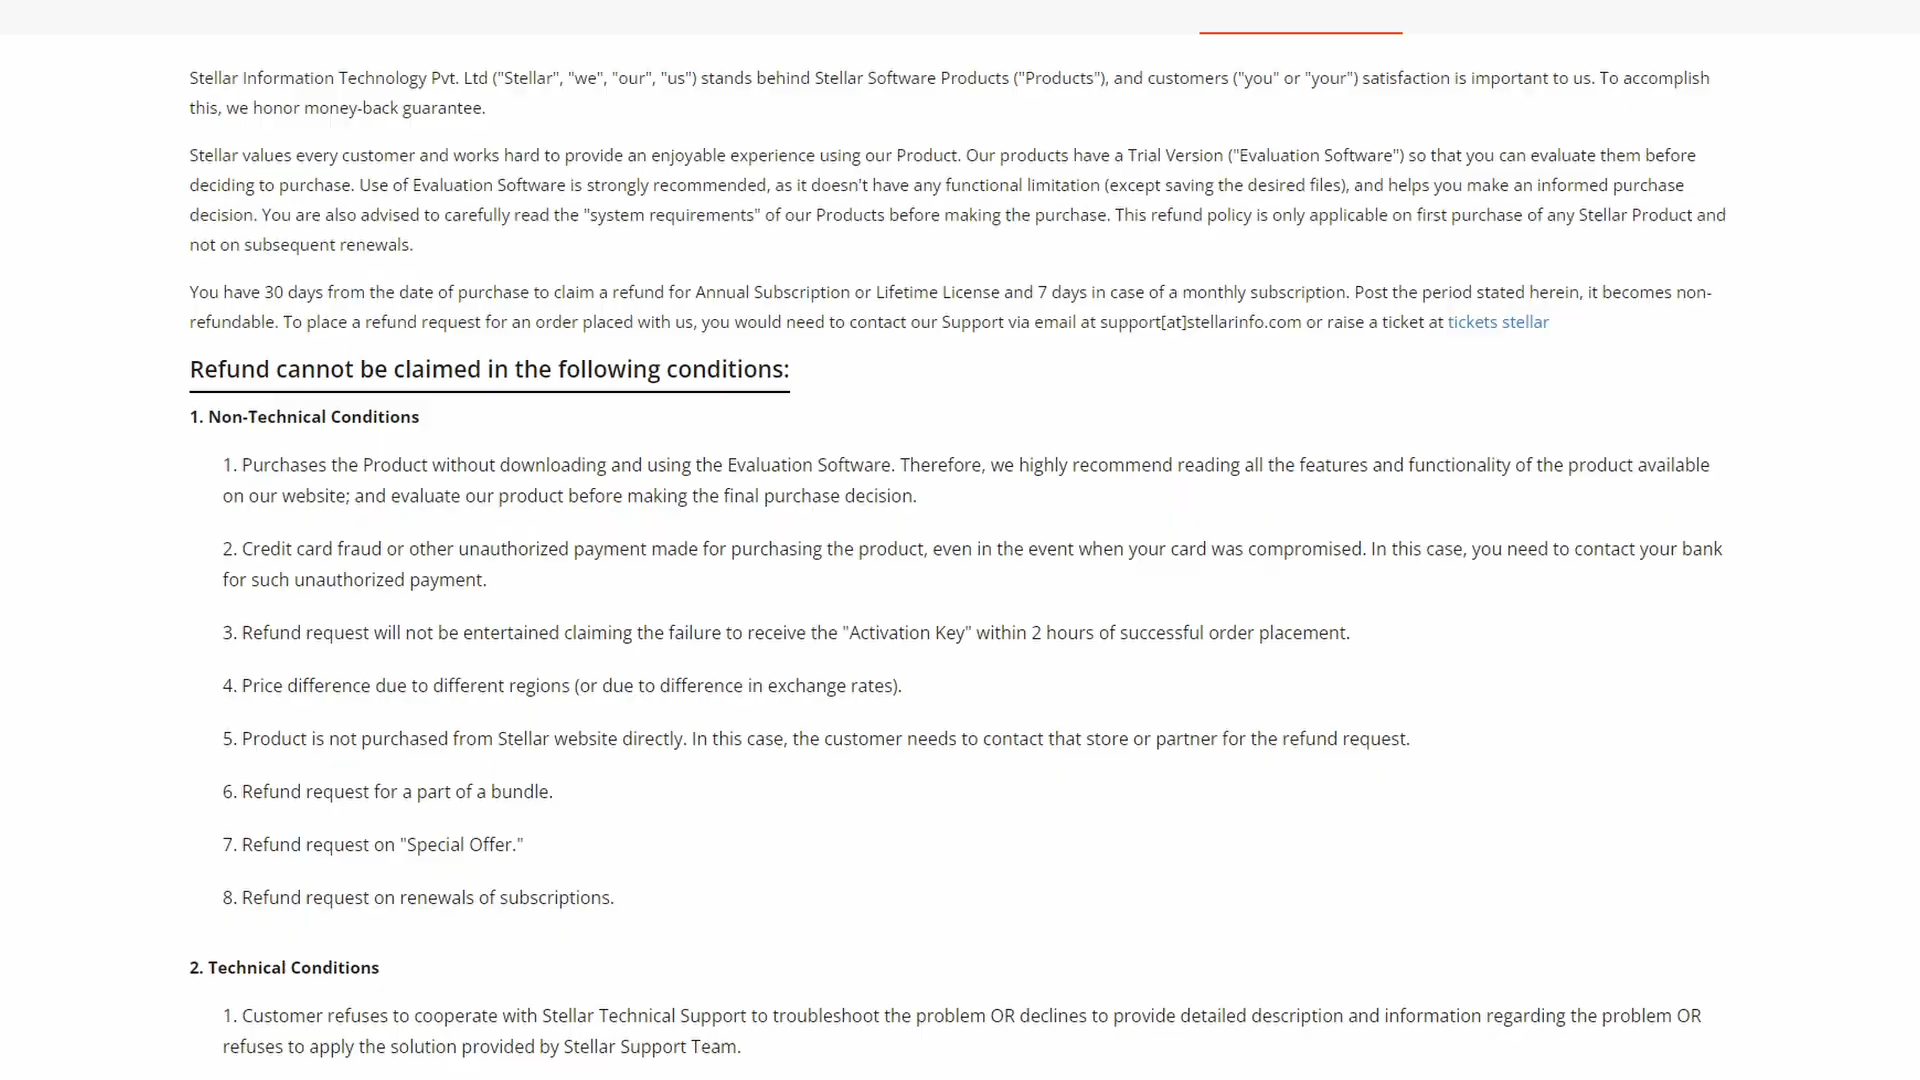 Stellar Information Technology Pvt. Ltd ("Stellar", "we", "our", "us") stands behind Stellar Software Products ("Products"), and customers ("you" or "your") satisfaction is important to us. To accomplish
this, we honor money-back guarantee.
Stellar values every customer and works hard to provide an enjoyable experience using our Product. Our products have a Trial Version ("Evaluation Software") so that you can evaluate them before
deciding to purchase. Use of Evaluation Software is strongly recommended, as it doesn't have any functional limitation (except saving the desired files), and helps you make an informed purchase
decision. You are also advised to carefully read the "system requirements" of our Products before making the purchase. This refund policy is only applicable on first purchase of any Stellar Product and
not on subsequent renewals.
You have 30 days from the date of purchase to claim a refund for Annual Subscription or Lifetime License and 7 days in case of a monthly subscription. Post the period stated herein, it becomes non-
refundable. To place a refund request for an order placed with us, you would need to contact our Support via email at support[at]stellarinfo.com or raise a ticket at tickets stellar
Refund cannot be claimed in the following conditions:
1. Non-Technical Conditions
1. Purchases the Product without downloading and using the Evaluation Software. Therefore, we highly recommend reading all the features and functionality of the product available
on our website; and evaluate our product before making the final purchase decision.
2. Credit card fraud or other unauthorized payment made for purchasing the product, even in the event when your card was compromised. In this case, you need to contact your bank
for such unauthorized payment.
3. Refund request will not be entertained claiming the failure to receive the "Activation Key" within 2 hours of successful order placement.
4. Price difference due to different regions (or due to difference in exchange rates).
5. Product is not purchased from Stellar website directly. In this case, the customer needs to contact that store or partner for the refund request.
6. Refund request for a part of a bundle.
7. Refund request on "Special Offer."
8. Refund request on renewals of subscriptions.
2. Technical Conditions
1. Customer refuses to cooperate with Stellar Technical Support to troubleshoot the problem OR declines to provide detailed description and information regarding the problem OR
refuses to apply the solution provided by Stellar Support Team.